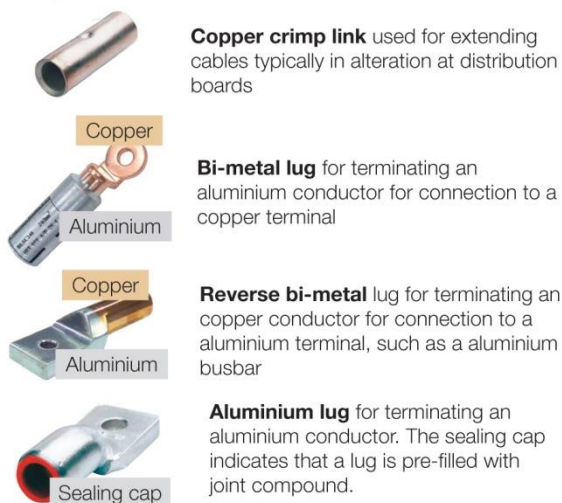 Copper crimp link used for extending
cables typically in alteration at distribution
boards
Copper
Aluminium
Bi-metal lug for terminating an
aluminium conductor for connection to a
copper terminal
Copper
Aluminium
Reverse bi-metal lug for terminating an
copper conductor for connection to a
aluminium terminal, such as a aluminium
busbar
Sealing cap
Aluminium lug for terminating an
aluminium conductor. The sealing cap
indicates that a lug is pre-filled with
joint compound.